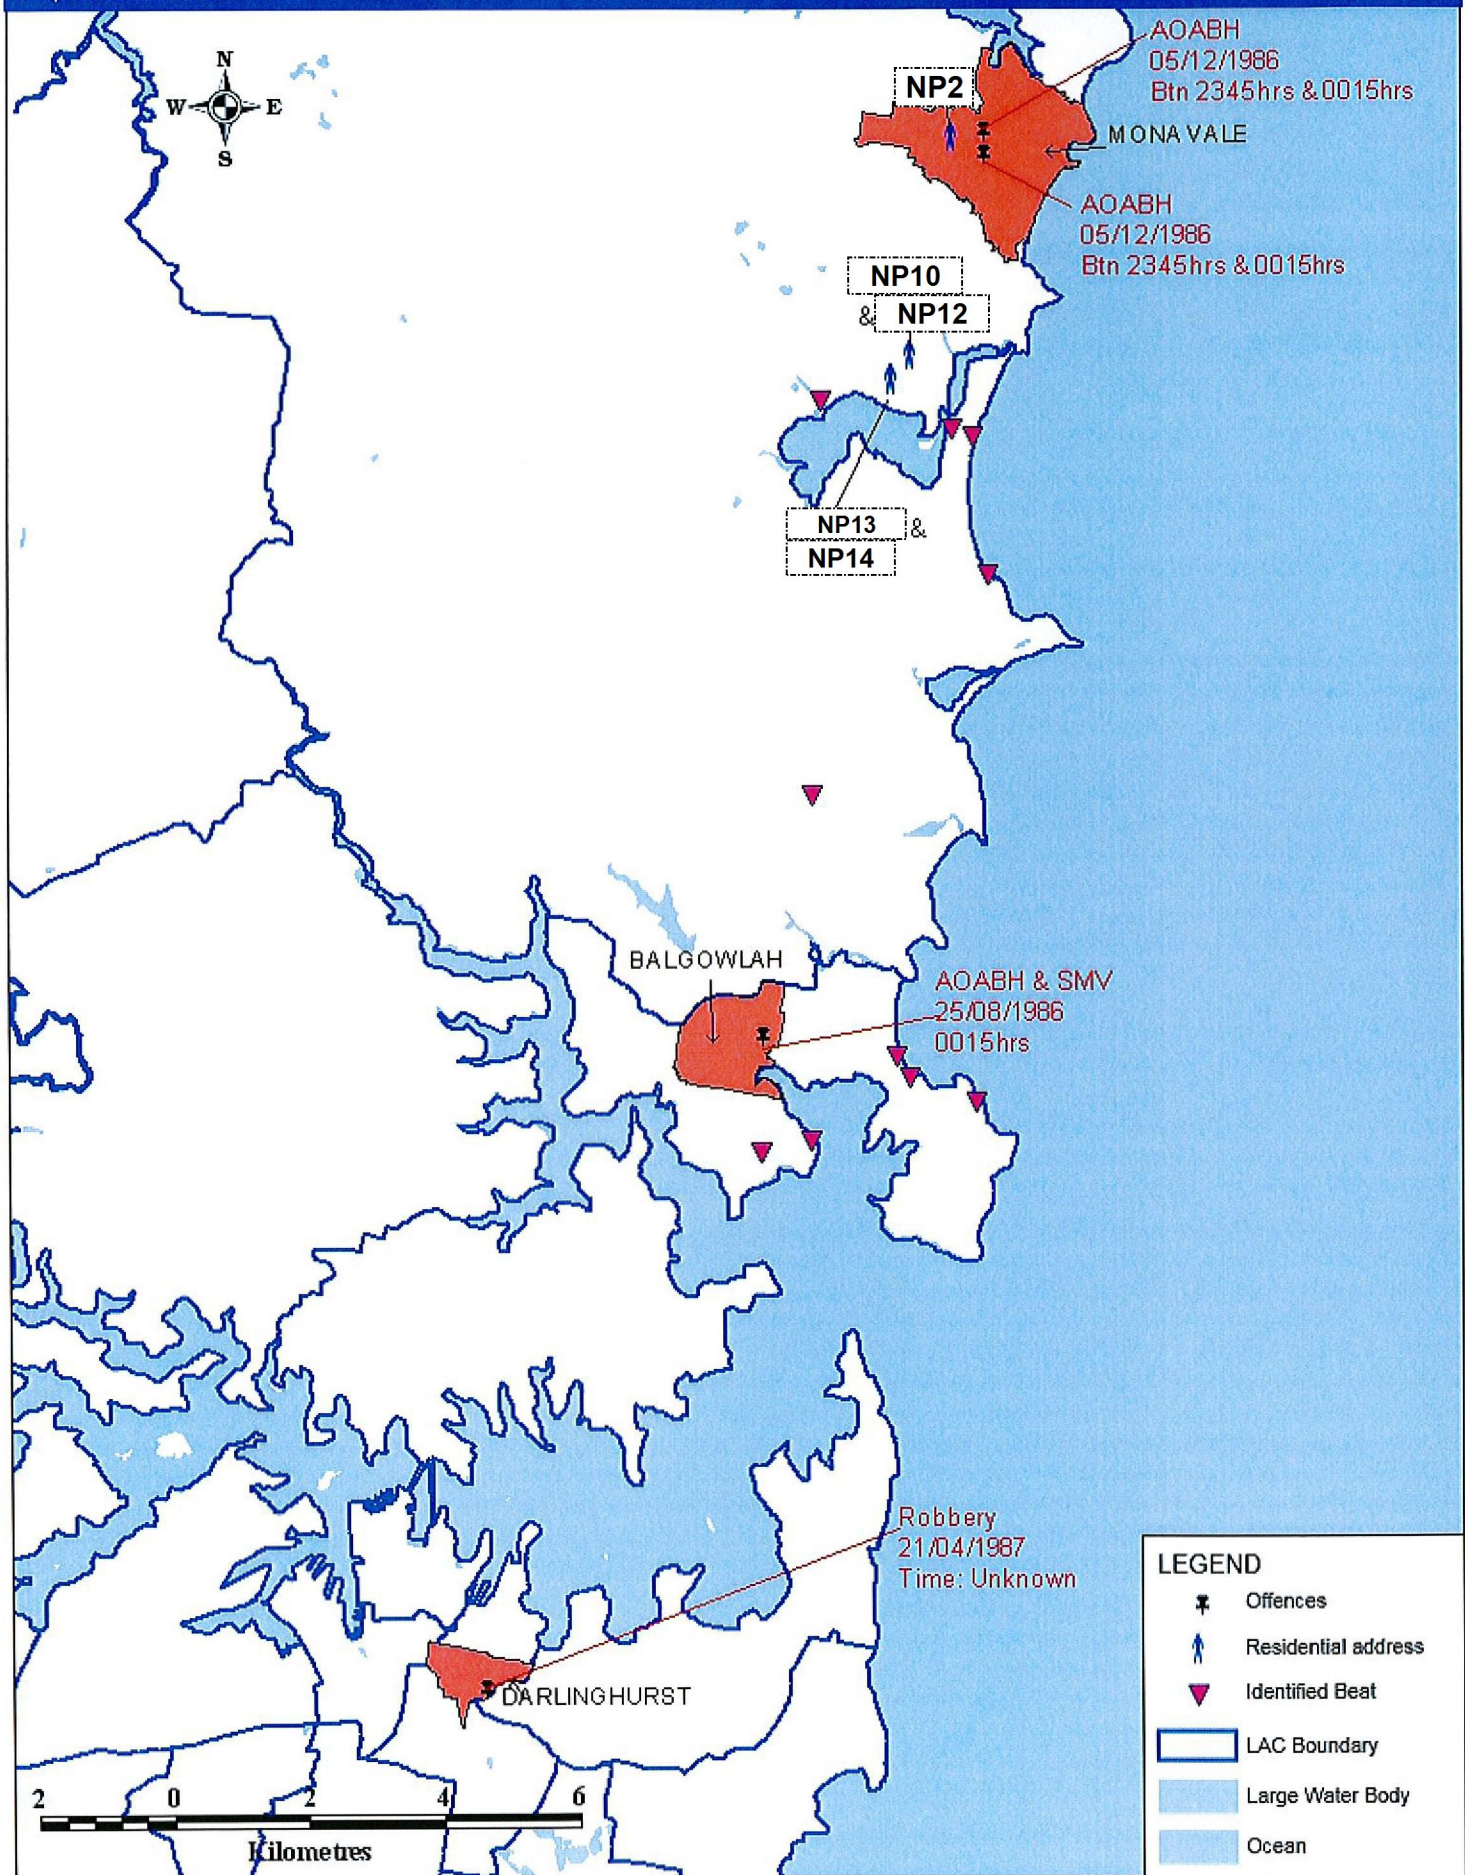 N
W
E
S
AOABH
05/12/1986
Btn 2345hrs &0015hrs
NP2
MONA VALE
AOABH
05/12/1986
Btn 2345hrs &0015hrs
NP10
& NP12
NP13 &
NP14
BALGOWLAH
AOABH & SMV
25/08/1986
0015hrs
Robbery
21/04/1987
Time: Unknown
DARLINGHURST
LEGEND
Offences
Residential address
Identified Beat
LAC Boundary
Large Water Body
Ocean
2 0 2 4 6
Kilometres